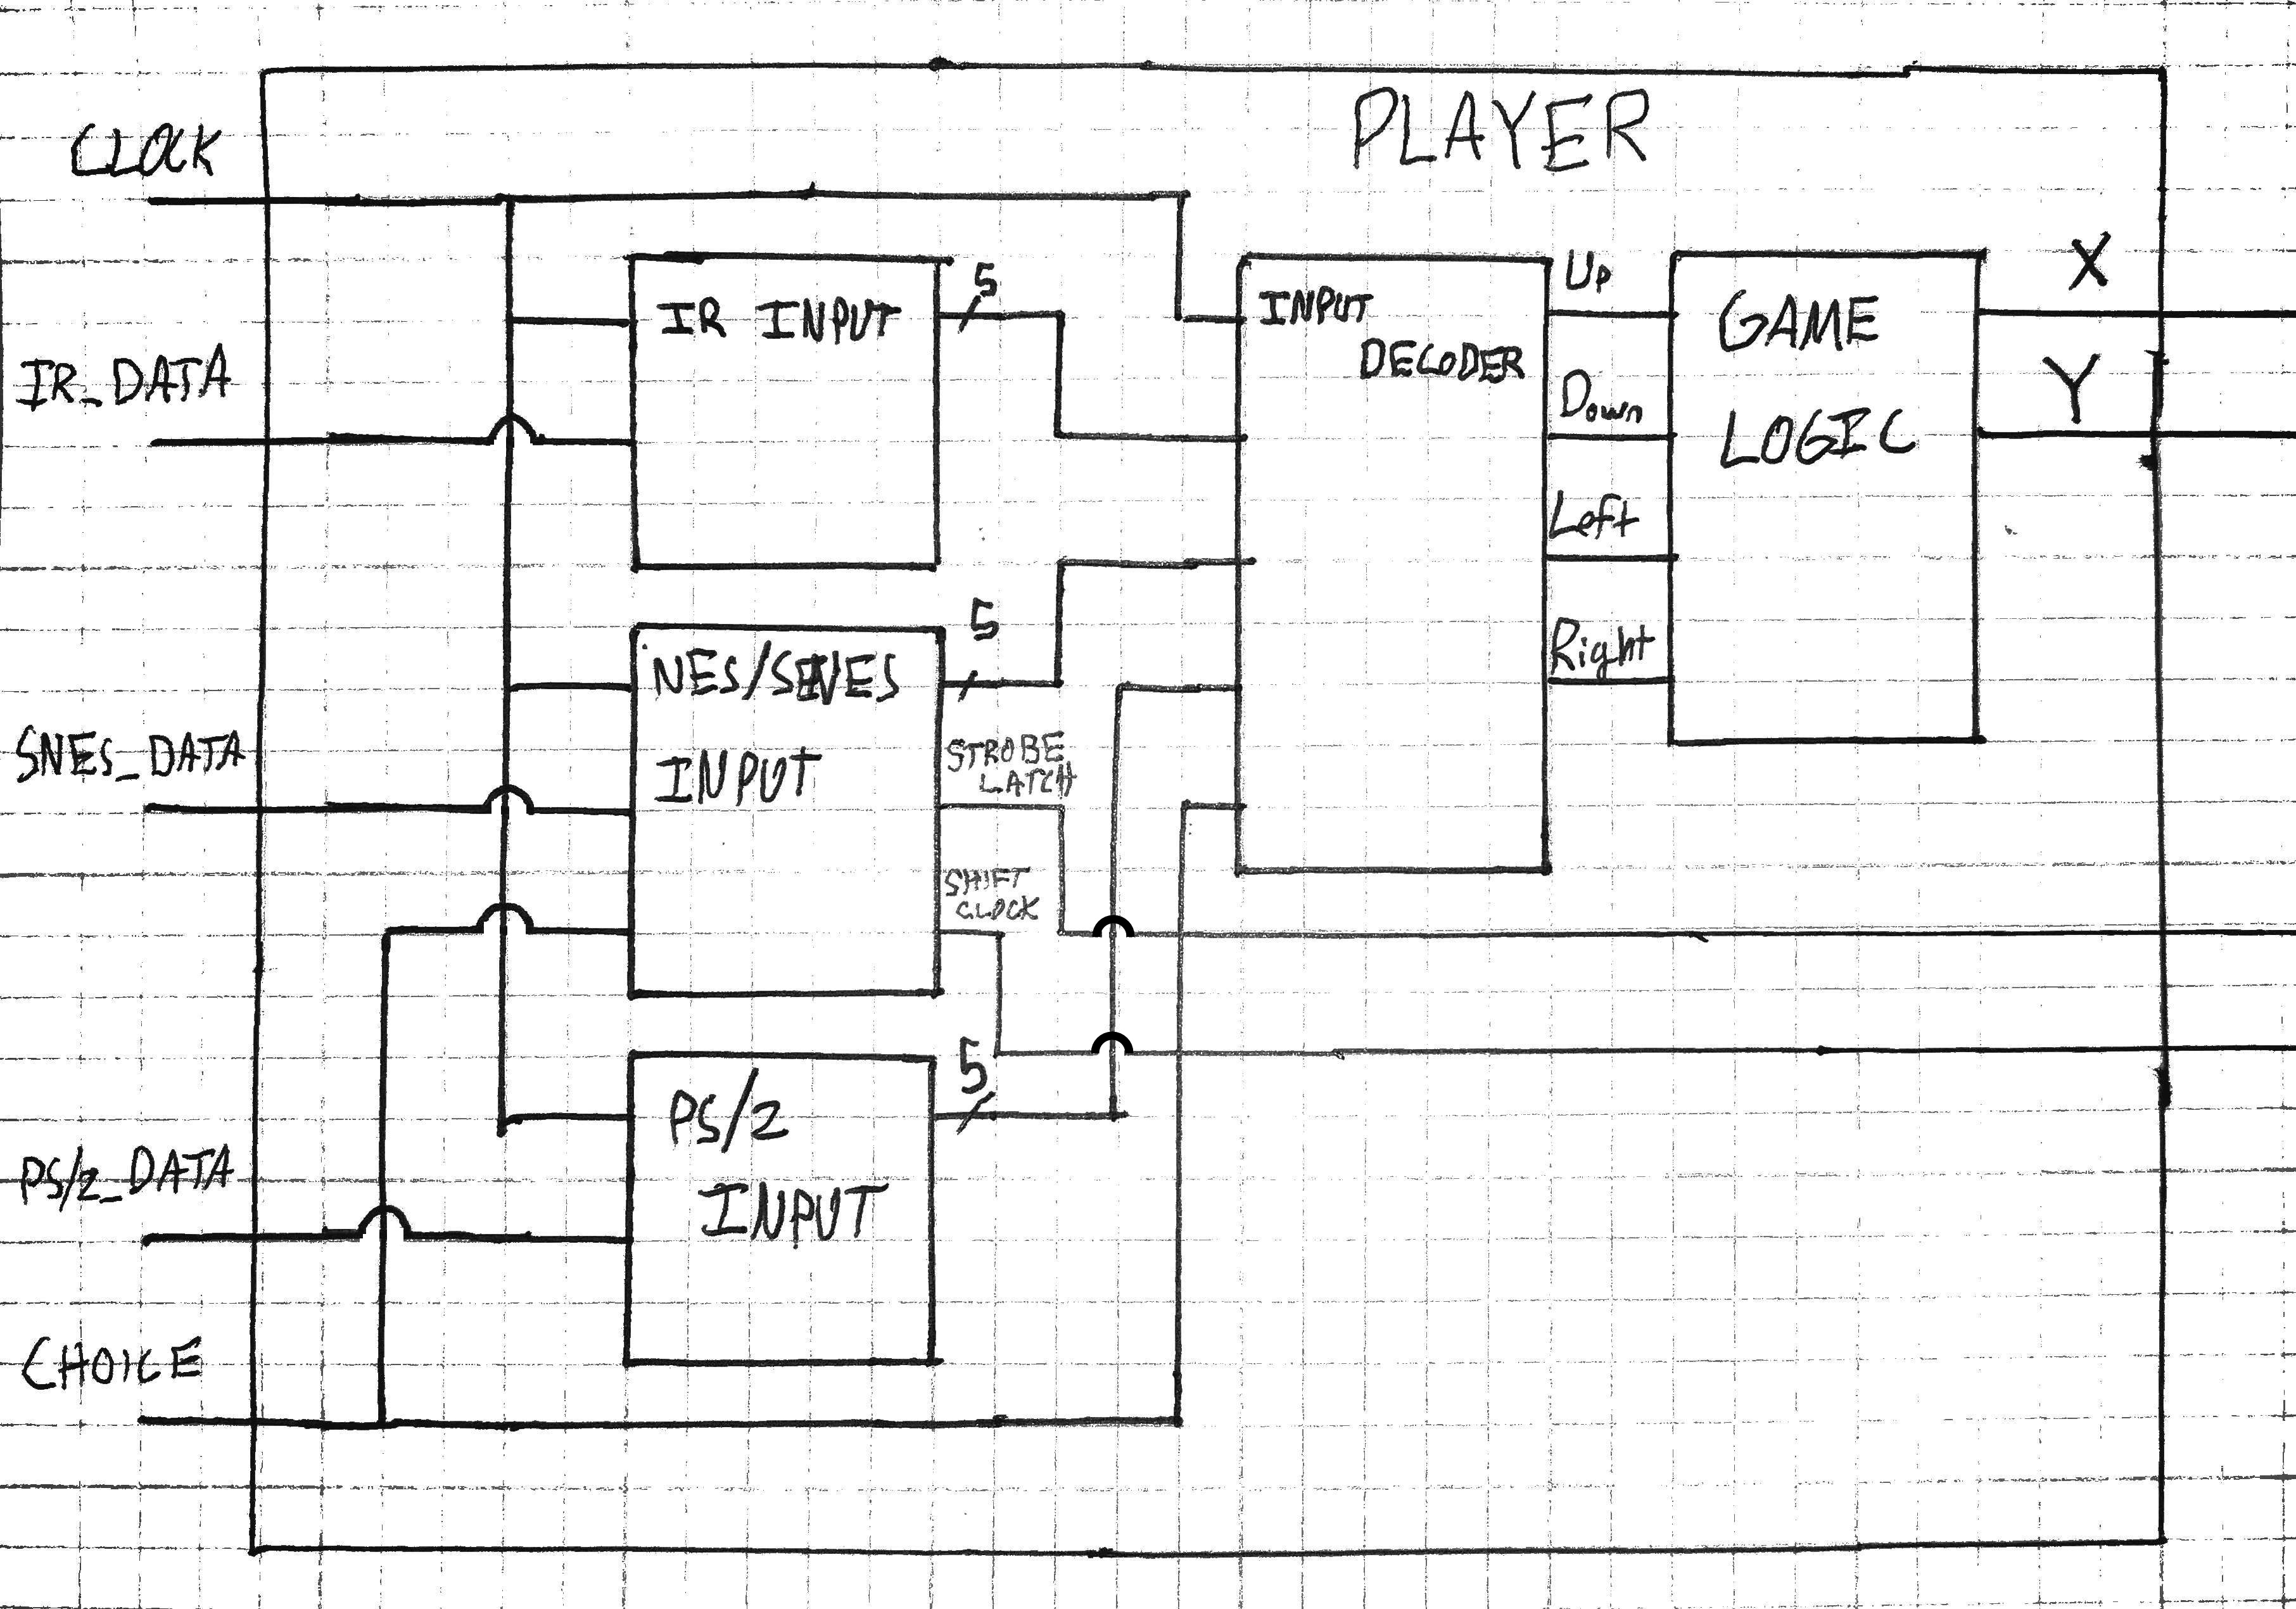 PLAYER
CLOCK
IR_DATA
SNES_DATA
PS/2_DATA
CHOICE
IR INPUT
5
NES/SNES
INPUT
5
STROBE
LATCH
SHIFT
CLOCK
PS/2
INPUT
5
INPUT
DECODER
Up
Down
Left
Right
GAME
LOGIC
X
Y